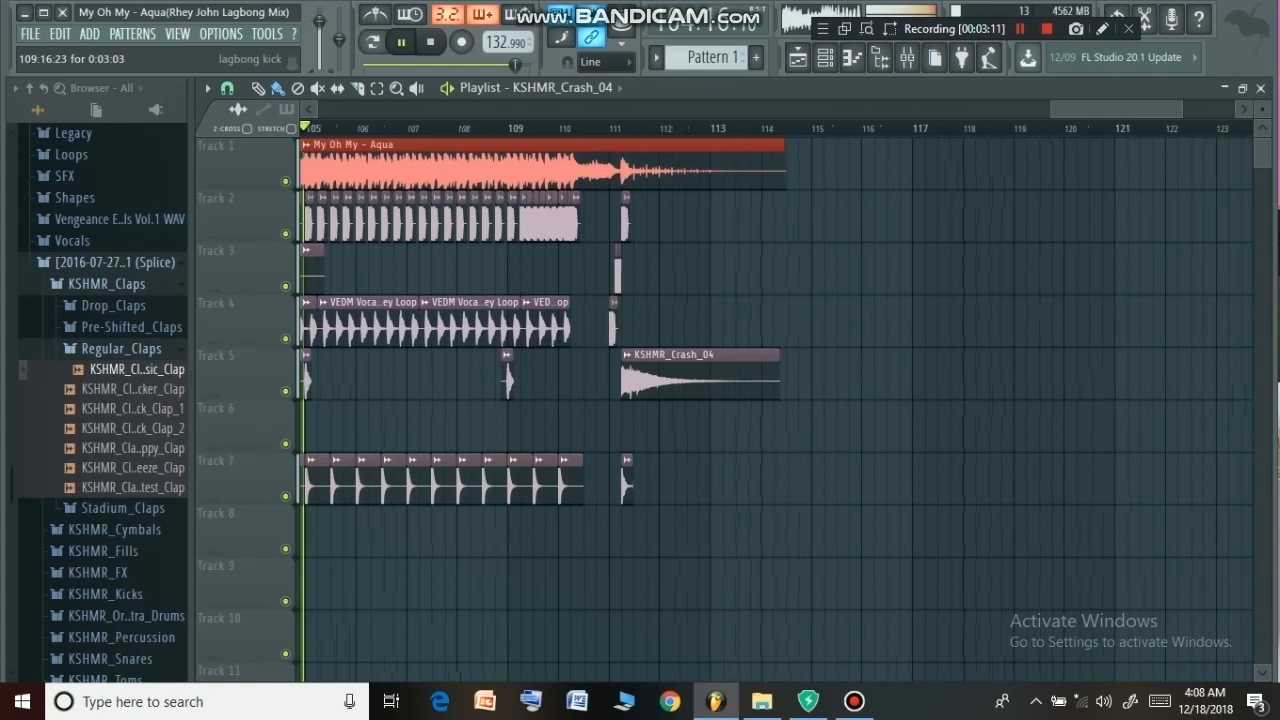 My Oh My - Aqua(Rhey John Lagbong Mix)
FILE EDIT ADD PATTERNS VIEW OPTIONS TOOLS ?
109:16:23 for 0:03:03
lagbong kick
3.2
132.990
www.BANDICAM.com
Line
Pattern 1
13
4562 MB
Recording [00:03:11]
12/09 FL Studio 20.1 Update
Browser - All
Playlist - KSHMR_Crash_04
Z-CROSS STRETCH
105 106 107 108 109 110 111 112 113 114 115 116 117 118 119 120 121 122 123
Legacy
Loops
SFX
Shapes
Vengeance E..ls Vol.1 WAV
Vocals
[2016-07-27..1 (Splice)
KSHMR_Claps
Drop_Claps
Pre-Shifted_Claps
Regular_Claps
KSHMR_Cl..sic_Clap
KSHMR_Cl..cker_Clap
KSHMR_Cl..ck_Clap_1
KSHMR_Cl..ck_Clap_2
KSHMR_Cla..ppy_Clap
KSHMR_Cl..eeze_Clap
KSHMR_Cla..test_Clap
Stadium_Claps
KSHMR_Cymbals
KSHMR_Fills
KSHMR_FX
KSHMR_Kicks
KSHMR_Or..tra_Drums
KSHMR_Percussion
KSHMR_Snares
KSHMR_Toms
Track 1
My Oh My - Aqua
Track 2
Track 3
Track 4
VEDM Voca..ey Loop
VEDM Voca..ey Loop
VED..op
Track 5
KSHMR_Crash_04
Track 6
Track 7
Track 8
Track 9
Track 10
Track 11
Activate Windows
Go to Settings to activate Windows.
Type here to search
4:08 AM
12/18/2018
3